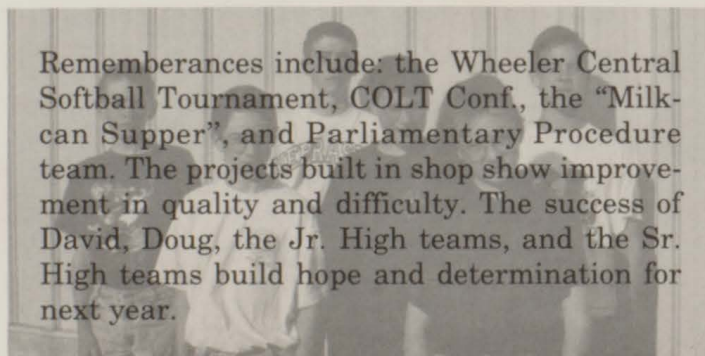 Rememberances include: the Wheeler Central
Softball Tournament, COLT Conf., the “Milk-
can Supper”, and Parliamentary Procedure
team. The projects built in shop show improve-
ment in quality and difficulty. The success of
David, Doug, the Jr. High teams, and the Sr.
High teams build hope and determination for
next year.